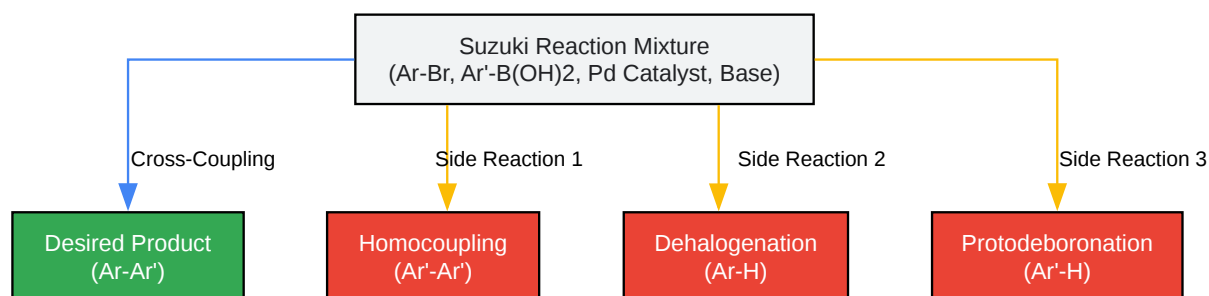 Suzuki Reaction Mixture
(Ar-Br, Ar'-B(OH)2, Pd Catalyst, Base)
Cross-Coupling
Side Reaction 1
Side Reaction 2
Side Reaction 3
Desired Product
(Ar-Ar')
Homocoupling
(Ar'-Ar')
Dehalogenation
(Ar-H)
Protodeboronation
(Ar'-H)